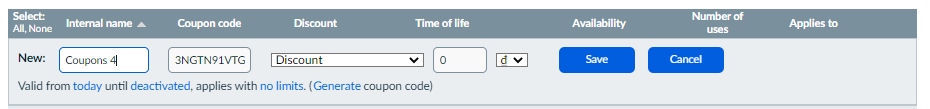 Select:
All, None
Internal name Coupon code Discount Time of life Availability Number of uses Applies to
New: Coupons 4 3NGTN91VTG Discount 0 d Save Cancel
Valid from today until deactivated, applies with no limits. (Generate coupon code)